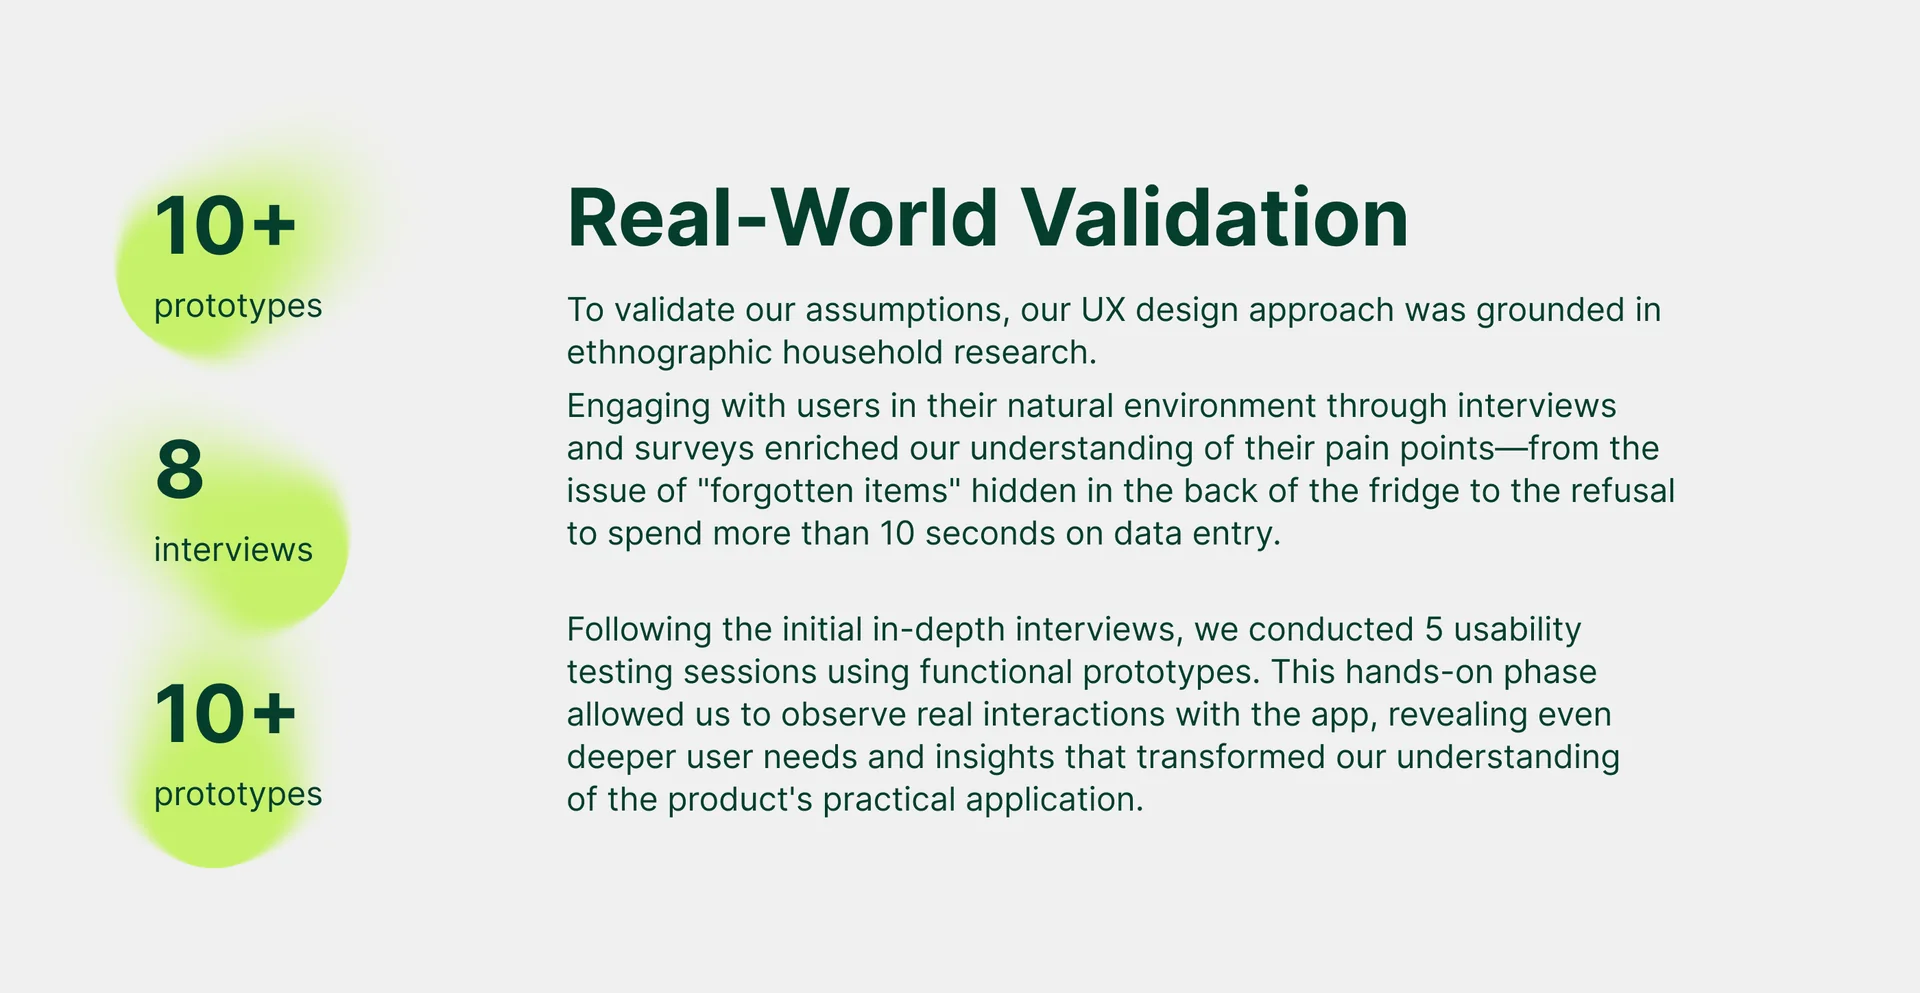 10+
prototypes
8
interviews
10+
prototypes
Real-World Validation
To validate our assumptions, our UX design approach was grounded in
ethnographic household research.
Engaging with users in their natural environment through interviews
and surveys enriched our understanding of their pain points—from the
issue of "forgotten items" hidden in the back of the fridge to the refusal
to spend more than 10 seconds on data entry.
Following the initial in-depth interviews, we conducted 5 usability
testing sessions using functional prototypes. This hands-on phase
allowed us to observe real interactions with the app, revealing even
deeper user needs and insights that transformed our understanding
of the product's practical application.